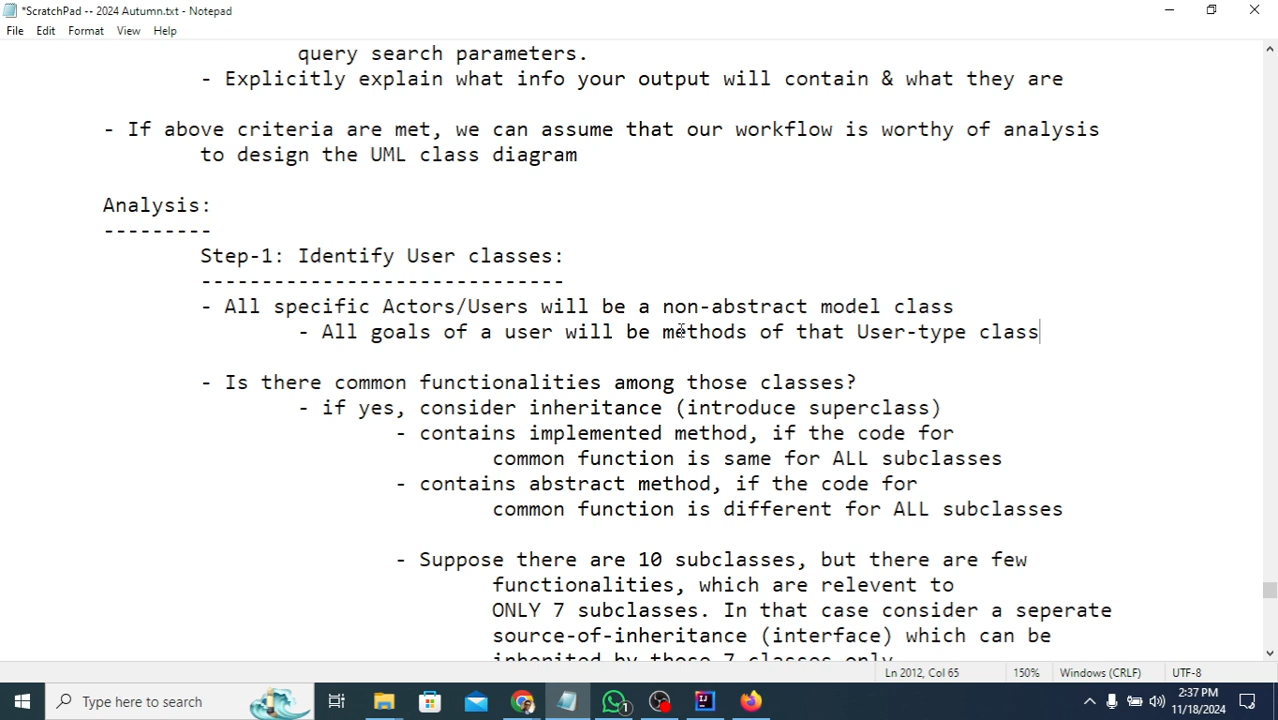 *ScratchPad -- 2024 Autumn.txt - Notepad
File Edit Format View Help
query search parameters.
- Explicitly explain what info your output will contain & what they are
- If above criteria are met, we can assume that our workflow is worthy of analysis
to design the UML class diagram
Analysis:
---------
Step-1: Identify User classes:
------------------------------
- All specific Actors/Users will be a non-abstract model class
- All goals of a user will be methods of that User-type class
- Is there common functionalities among those classes?
- if yes, consider inheritance (introduce superclass)
- contains implemented method, if the code for
common function is same for ALL subclasses
- contains abstract method, if the code for
common function is different for ALL subclasses
- Suppose there are 10 subclasses, but there are few
functionalities, which are relevent to
ONLY 7 subclasses. In that case consider a seperate
source-of-inheritance (interface) which can be
inherited by those 7 classes only
Ln 2012, Col 65 150% Windows (CRLF) UTF-8
Type here to search
1
2:37 PM
11/18/2024